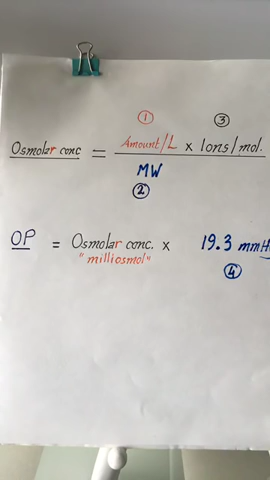 ① ③
Osmolar conc = Amount/L x Ions/mol.
MW
②
OP = Osmolar conc. x 19.3 mmH
"milliosmol"
④